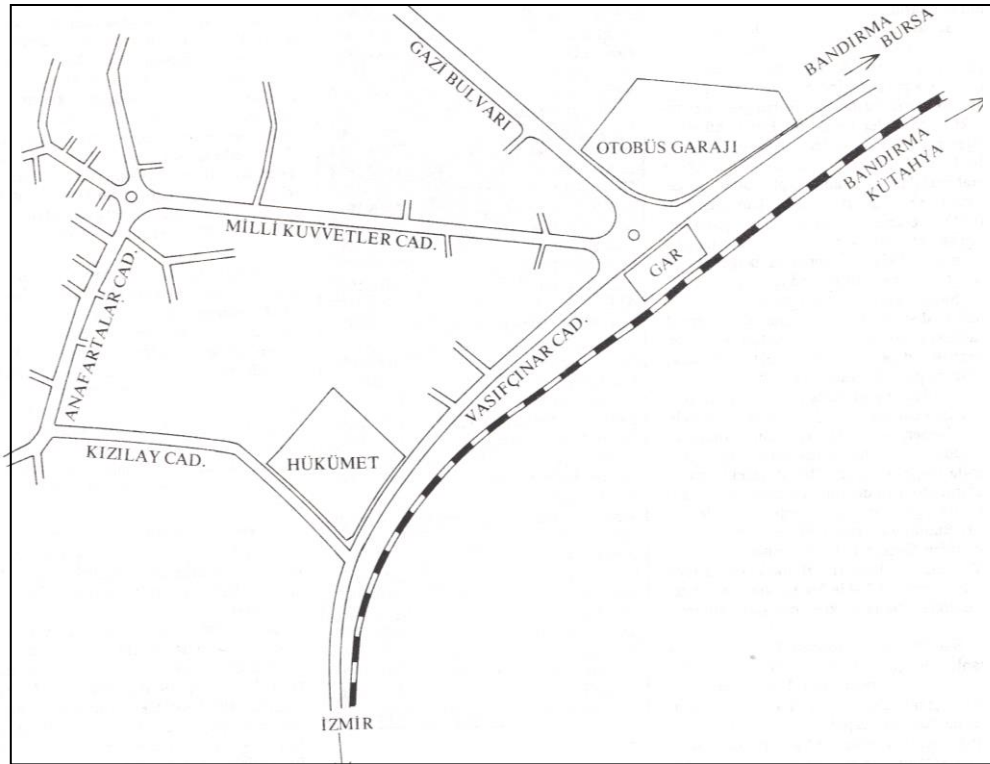 GAZİ BULVARI
BANDIRMA
BURSA
OTOBÜS GARAJI
BANDIRMA
KÜTAHYA
MİLLİ KUVVETLER CAD.
GAR
ANAFARTALAR CAD.
VASIFÇINAR CAD.
KIZILAY CAD.
HÜKÜMET
İZMİR